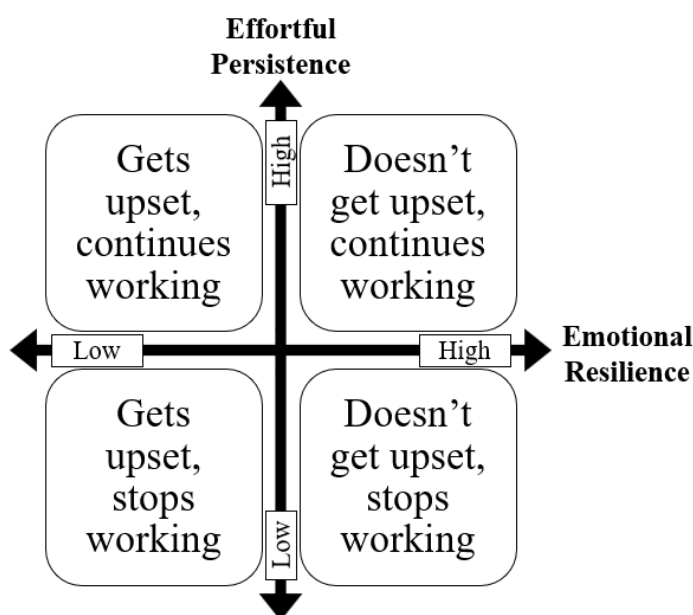 Effortful
Persistence
High
Gets
upset,
continues
working
Doesn’t
get upset,
continues
working
Low
High
Emotional
Resilience
Gets
upset,
stops
working
Doesn’t
get upset,
stops
working
Low